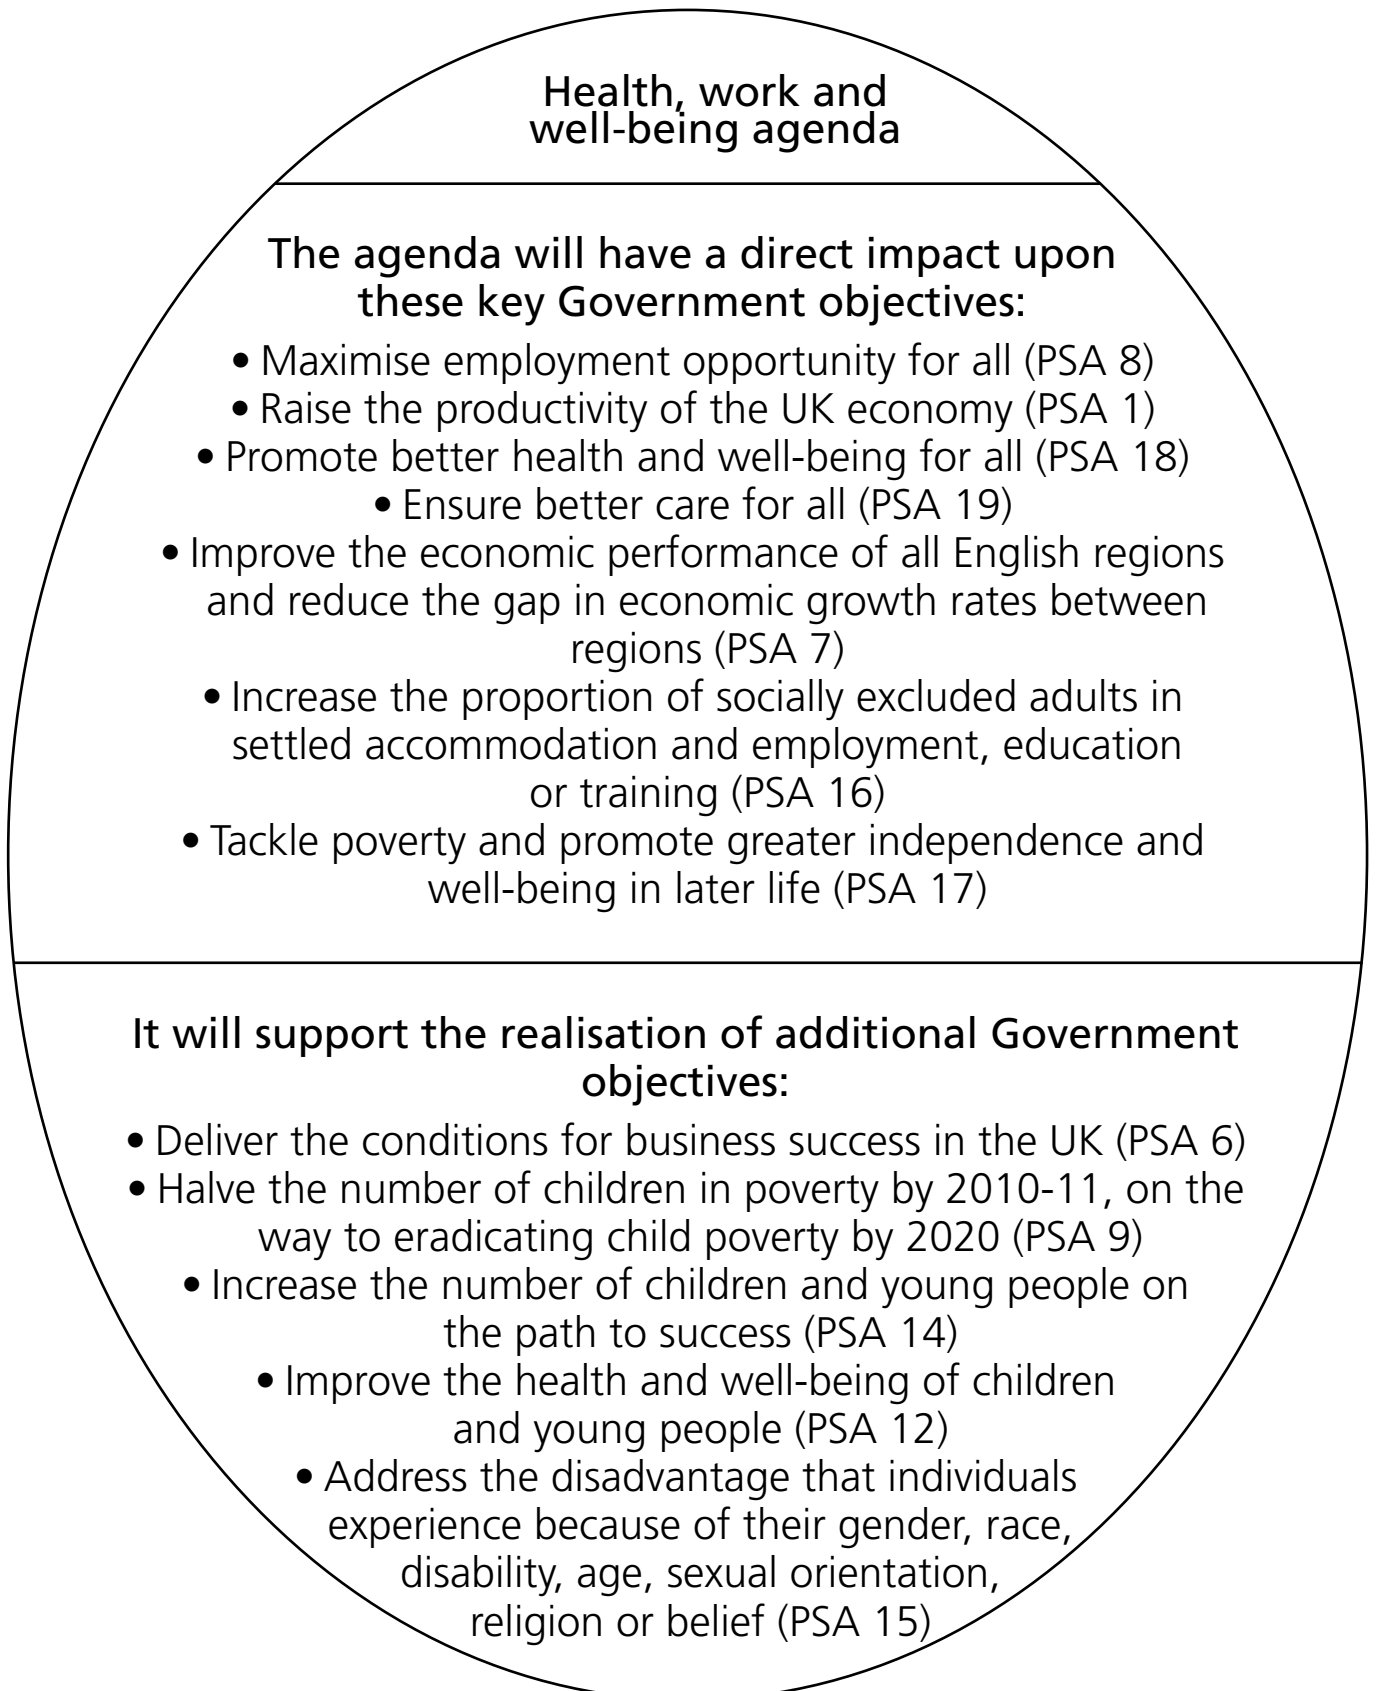 Health, work and
well-being agenda
The agenda will have a direct impact upon
these key Government objectives:
• Maximise employment opportunity for all (PSA 8)
• Raise the productivity of the UK economy (PSA 1)
• Promote better health and well-being for all (PSA 18)
• Ensure better care for all (PSA 19)
• Improve the economic performance of all English regions
and reduce the gap in economic growth rates between
regions (PSA 7)
• Increase the proportion of socially excluded adults in
settled accommodation and employment, education
or training (PSA 16)
• Tackle poverty and promote greater independence and
well-being in later life (PSA 17)
It will support the realisation of additional Government
objectives:
• Deliver the conditions for business success in the UK (PSA 6)
• Halve the number of children in poverty by 2010-11, on the
way to eradicating child poverty by 2020 (PSA 9)
• Increase the number of children and young people on
the path to success (PSA 14)
• Improve the health and well-being of children
and young people (PSA 12)
• Address the disadvantage that individuals
experience because of their gender, race,
disability, age, sexual orientation,
religion or belief (PSA 15)